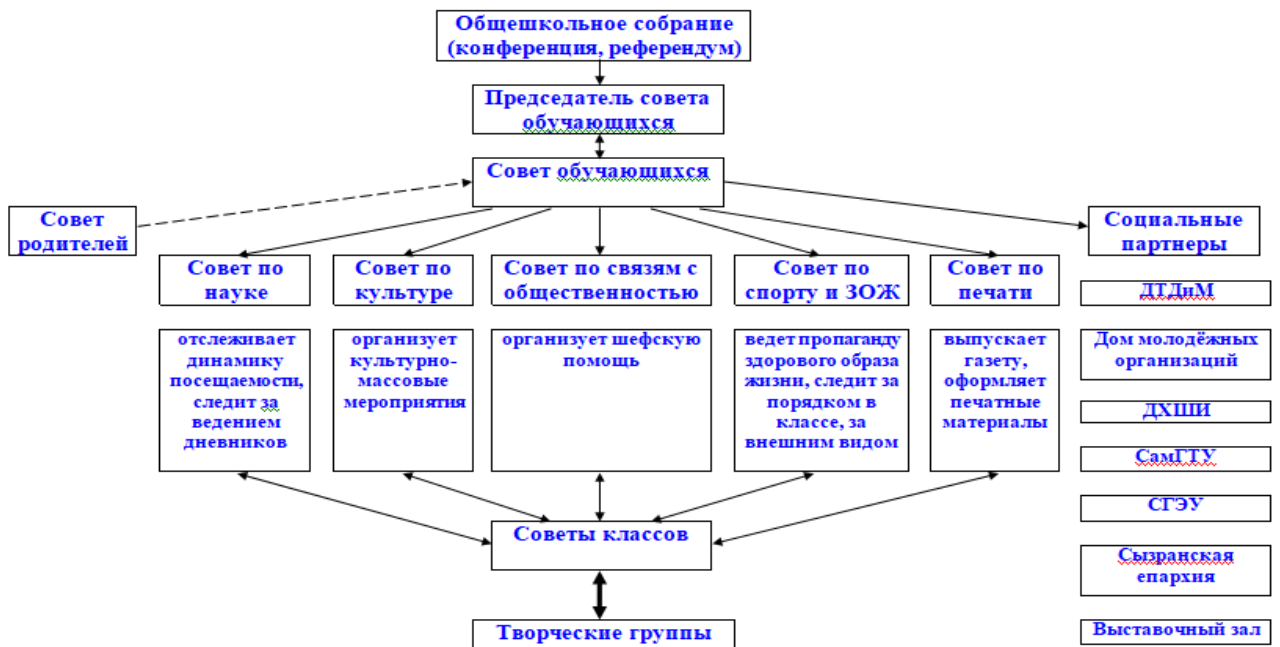 Общешкольное собрание
(конференция, референдум)
Председатель совета
обучающихся
Совет обучающихся
Совет
родителей
Социальные
партнеры
Совет по
науке
Совет по
культуре
Совет по связям с
общественностью
Совет по
спорту и ЗОЖ
Совет по
печати
отслеживает
динамику
посещаемости,
следит за
ведением
дневников
организует
культурно-
массовые
мероприятия
организует шефскую
помощь
ведет пропаганду
здорового образа
жизни, следит за
порядком в
классе, за
внешним видом
выпускает
газету,
оформляет
печатные
материалы
ДТДиМ
Дом молодёжных
организаций
ДХШИ
СамГТУ
СГЭУ
Сызранская
епархия
Выставочный зал
Советы классов
Творческие группы